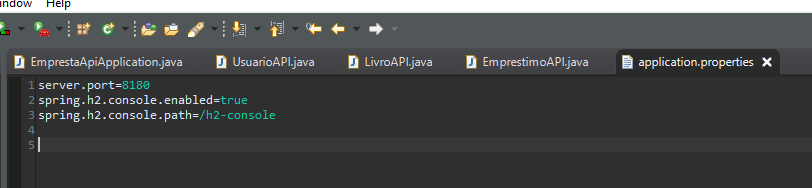 indow Help
EmprestaApiApplication.java UsuarioAPI.java LivroAPI.java EmprestimoAPI.java application.properties
1 server.port=8180
2 spring.h2.console.enabled=true
3 spring.h2.console.path=/h2-console
4
5